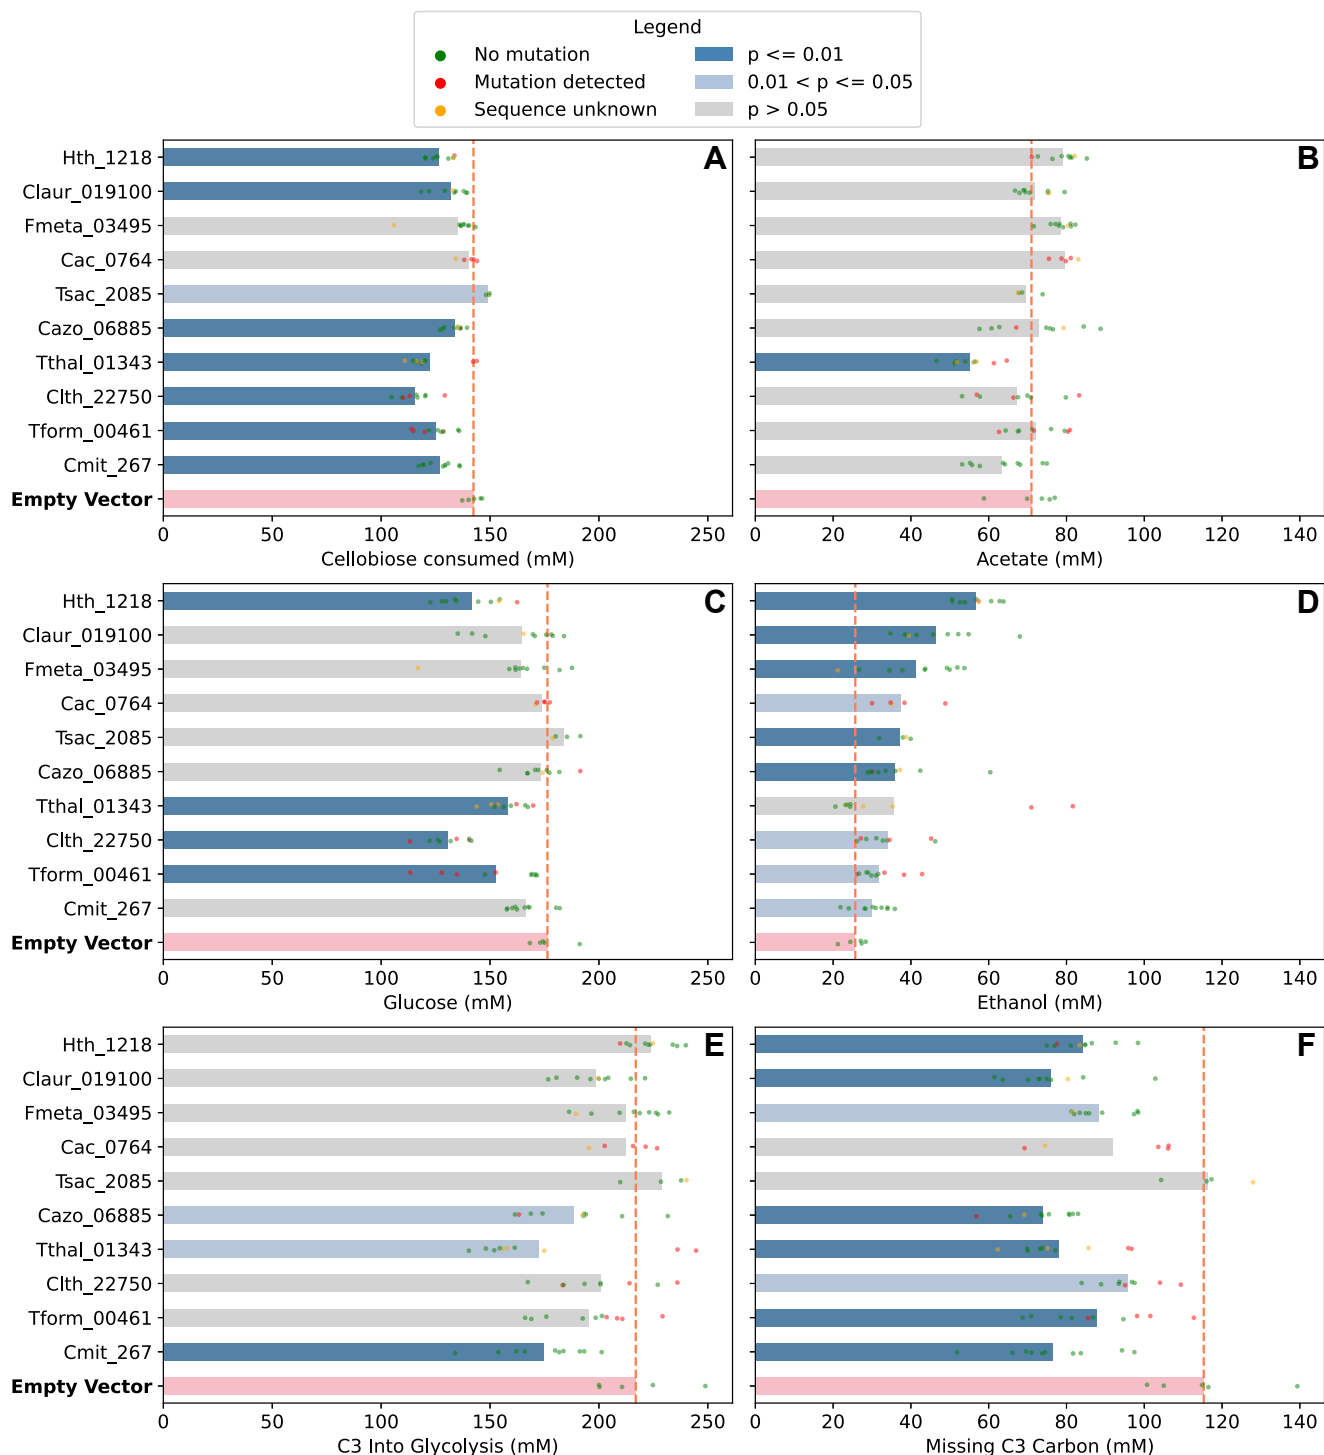 Legend
No mutation
Mutation detected
Sequence unknown
p <= 0.01
0.01 < p <= 0.05
p > 0.05
A
Hth_1218
Claur_019100
Fmeta_03495
Cac_0764
Tsac_2085
Cazo_06885
Tthal_01343
Clth_22750
Tform_00461
Cmit_267
Empty Vector
0 50 100 150 200 250
Cellobiose consumed (mM)
B
0 20 40 60 80 100 120 140
Acetate (mM)
C
Hth_1218
Claur_019100
Fmeta_03495
Cac_0764
Tsac_2085
Cazo_06885
Tthal_01343
Clth_22750
Tform_00461
Cmit_267
Empty Vector
0 50 100 150 200 250
Glucose (mM)
D
0 20 40 60 80 100 120 140
Ethanol (mM)
E
Hth_1218
Claur_019100
Fmeta_03495
Cac_0764
Tsac_2085
Cazo_06885
Tthal_01343
Clth_22750
Tform_00461
Cmit_267
Empty Vector
0 50 100 150 200 250
C3 Into Glycolysis (mM)
F
0 20 40 60 80 100 120 140
Missing C3 Carbon (mM)